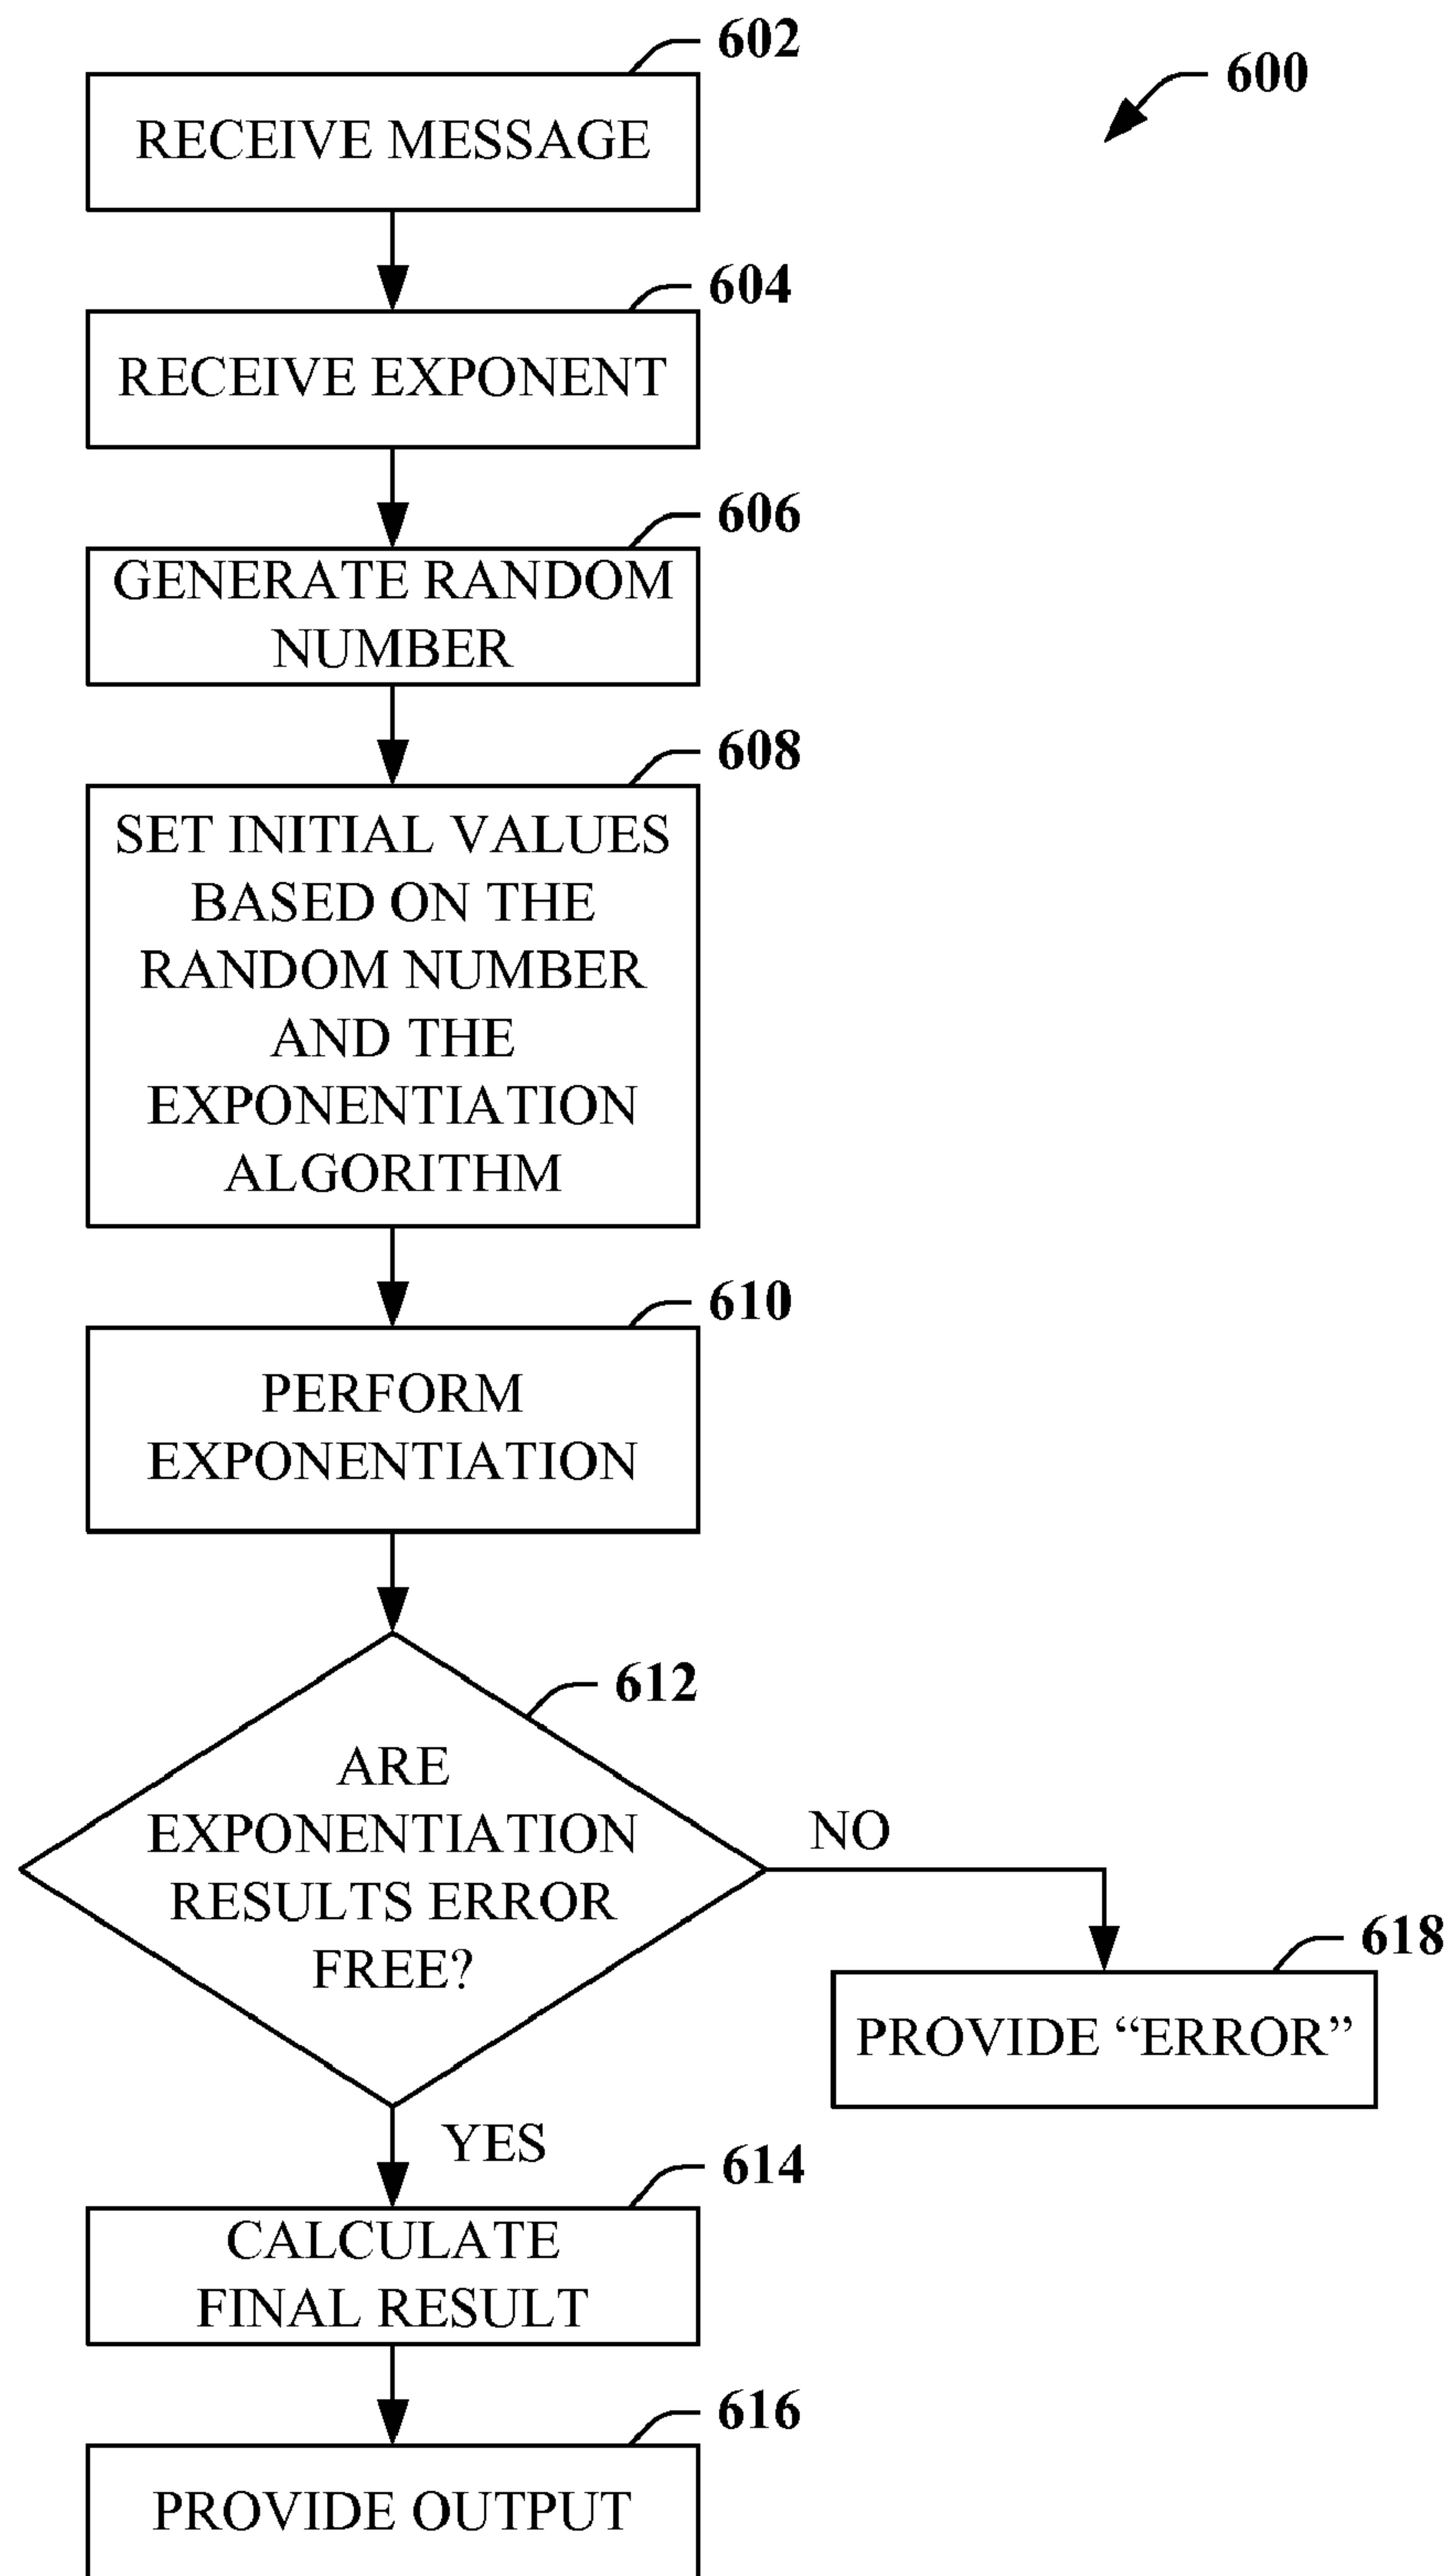 602
600
RECEIVE MESSAGE
604
RECEIVE EXPONENT
606
GENERATE RANDOM
NUMBER
608
SET INITIAL VALUES
BASED ON THE
RANDOM NUMBER
AND THE
EXPONENTIATION
ALGORITHM
610
PERFORM
EXPONENTIATION
612
ARE
EXPONENTIATION
RESULTS ERROR
FREE?
NO
618
PROVIDE “ERROR”
YES
614
CALCULATE
FINAL RESULT
616
PROVIDE OUTPUT